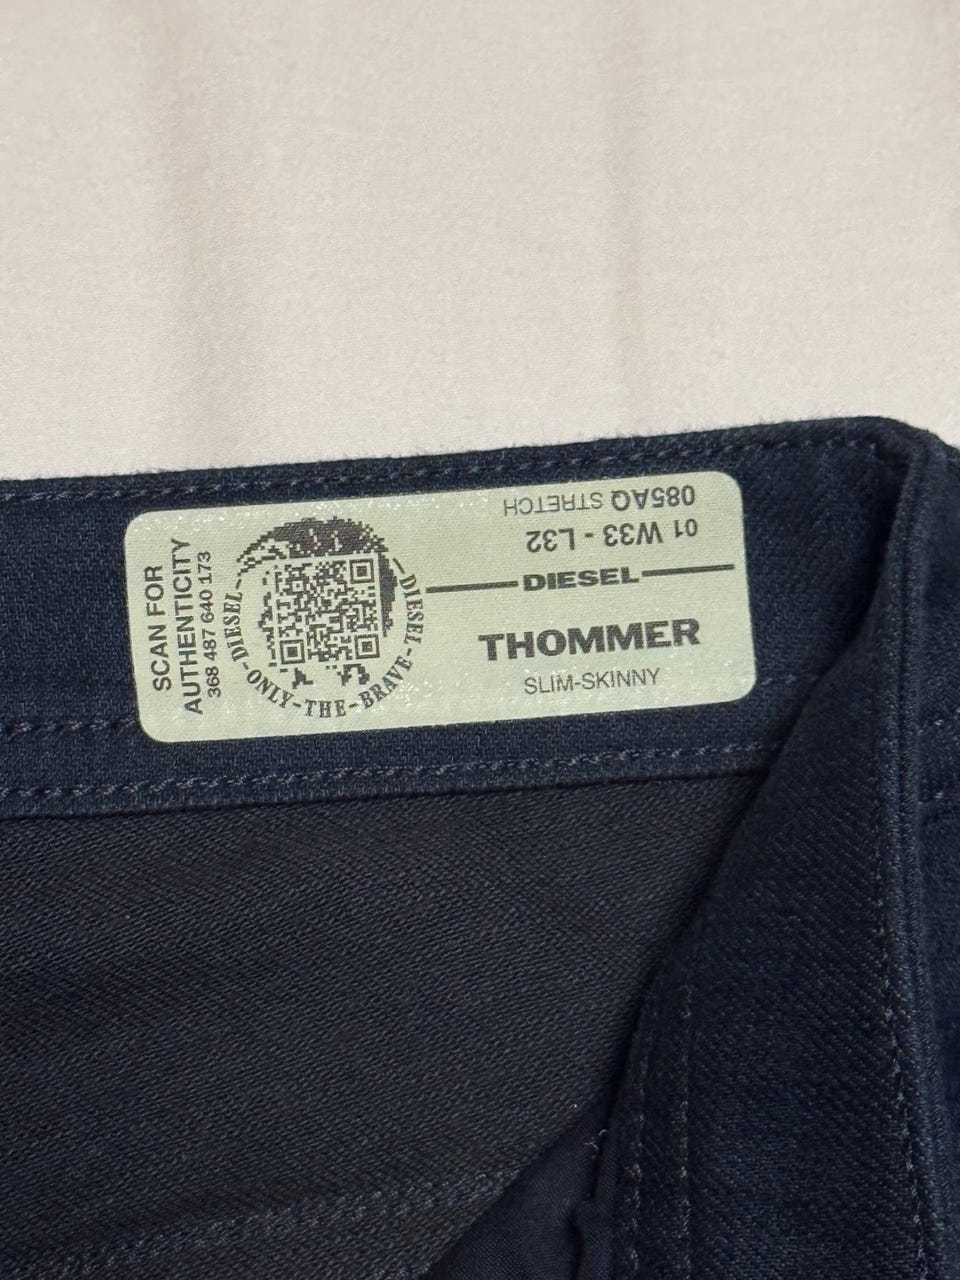 SCAN FOR
AUTHENTICITY
368 487 640 173
DIESEL-ONLY-THE-BRAVE-DIESEL
085AQ STRETCH
01 W33 - L32
DIESEL
THOMMER
SLIM-SKINNY